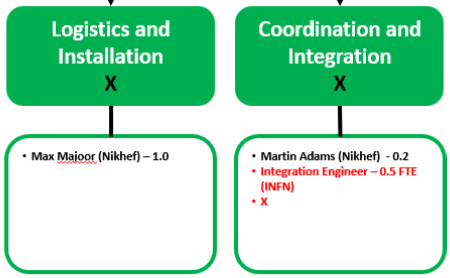 Logistics and
Installation
X
Coordination and
Integration
X
• Max Majoor (Nikhef) – 1.0
• Martin Adams (Nikhef)  - 0.2
• Integration Engineer – 0.5 FTE
(INFN)
• X